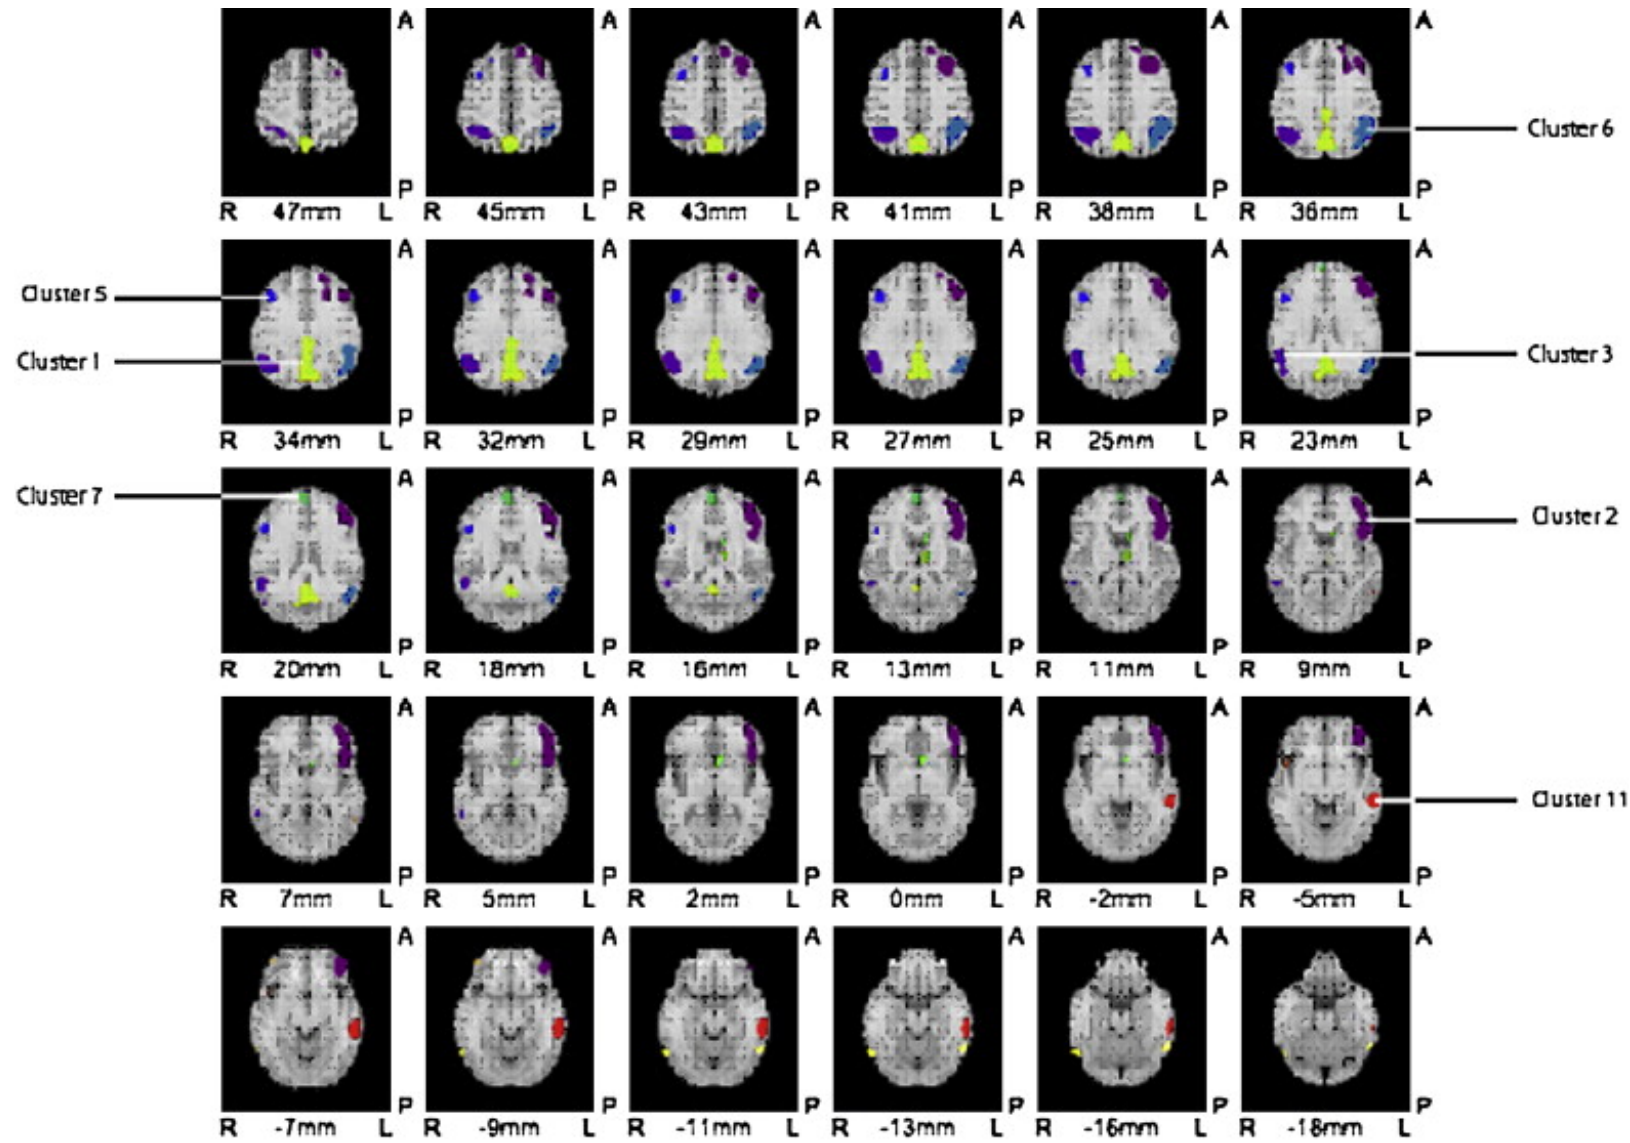 A A A A A A
Cluster 6
P P P P P P
R 47mm L R 45mm L R 43mm L R 41mm L R 38mm L R 36mm L
A A A A A A
Cluster 5
Cluster 1
Cluster 3
P P P P P P
R 34mm L R 32mm L R 29mm L R 27mm L R 25mm L R 23mm L
A A A A A A
Cluster 7
Cluster 2
P P P P P P
R 20mm L R 18mm L R 16mm L R 13mm L R 11mm L R 9mm L
A A A A A A
Cluster 11
P P P P P P
R 7mm L R 5mm L R 2mm L R 0mm L R -2mm L R -5mm L
A A A A A A
P P P P P P
R -7mm L R -9mm L R -11mm L R -13mm L R -16mm L R -18mm L